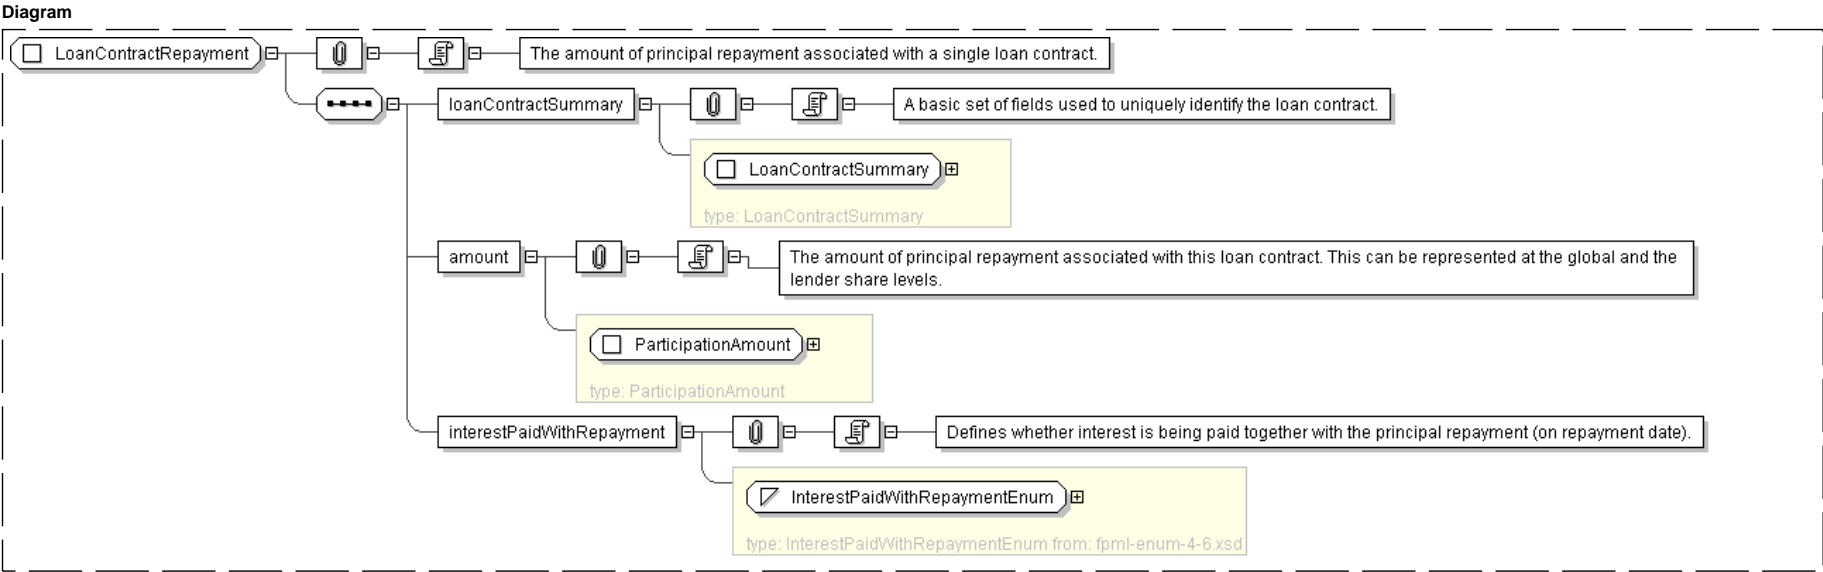 Diagram
LoanContractRepayment
The amount of principal repayment associated with a single loan contract.
loanContractSummary
A basic set of fields used to uniquely identify the loan contract.
LoanContractSummary
type: LoanContractSummary
amount
The amount of principal repayment associated with this loan contract. This can be represented at the global and the
lender share levels.
ParticipationAmount
type: ParticipationAmount
interestPaidWithRepayment
Defines whether interest is being paid together with the principal repayment (on repayment date).
InterestPaidWithRepaymentEnum
type: InterestPaidWithRepaymentEnum from: fpml-enum-4-6.xsd